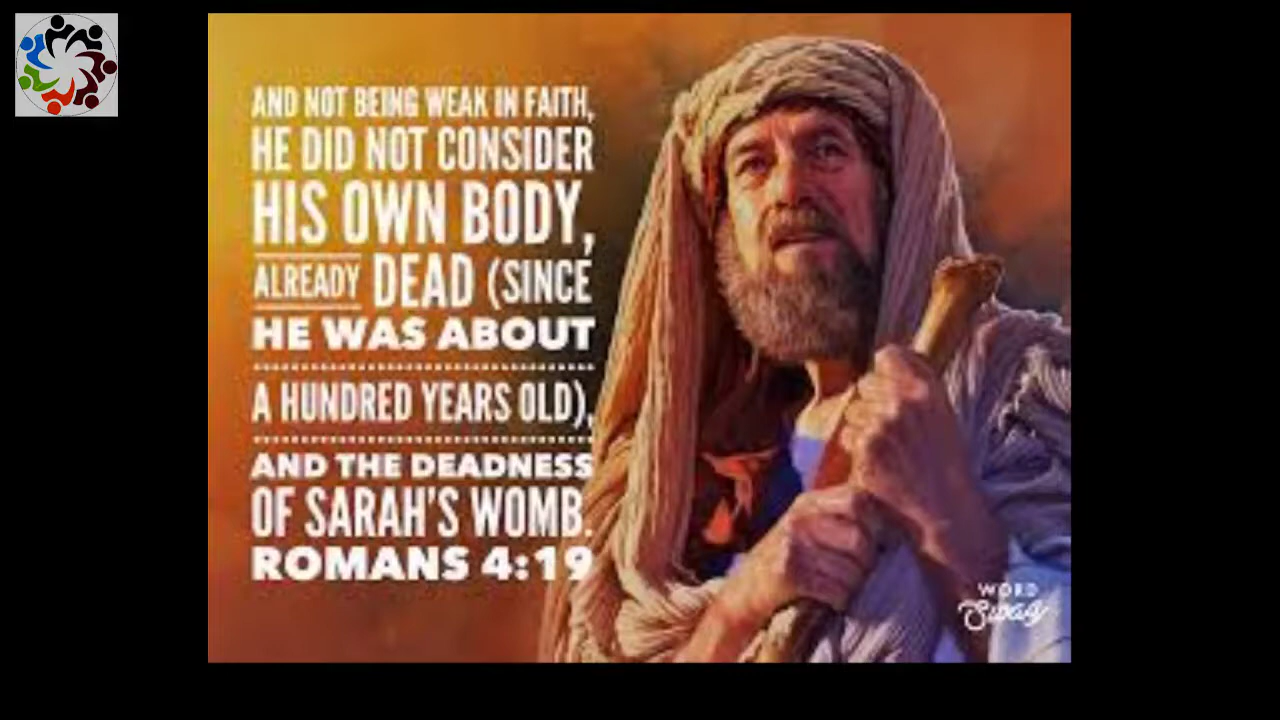 AND NOT BEING WEAK IN FAITH,
HE DID NOT CONSIDER
HIS OWN BODY,
ALREADY DEAD (SINCE
HE WAS ABOUT
A HUNDRED YEARS OLD),
AND THE DEADNESS
OF SARAH'S WOMB.
ROMANS 4:19
WORD
Swag